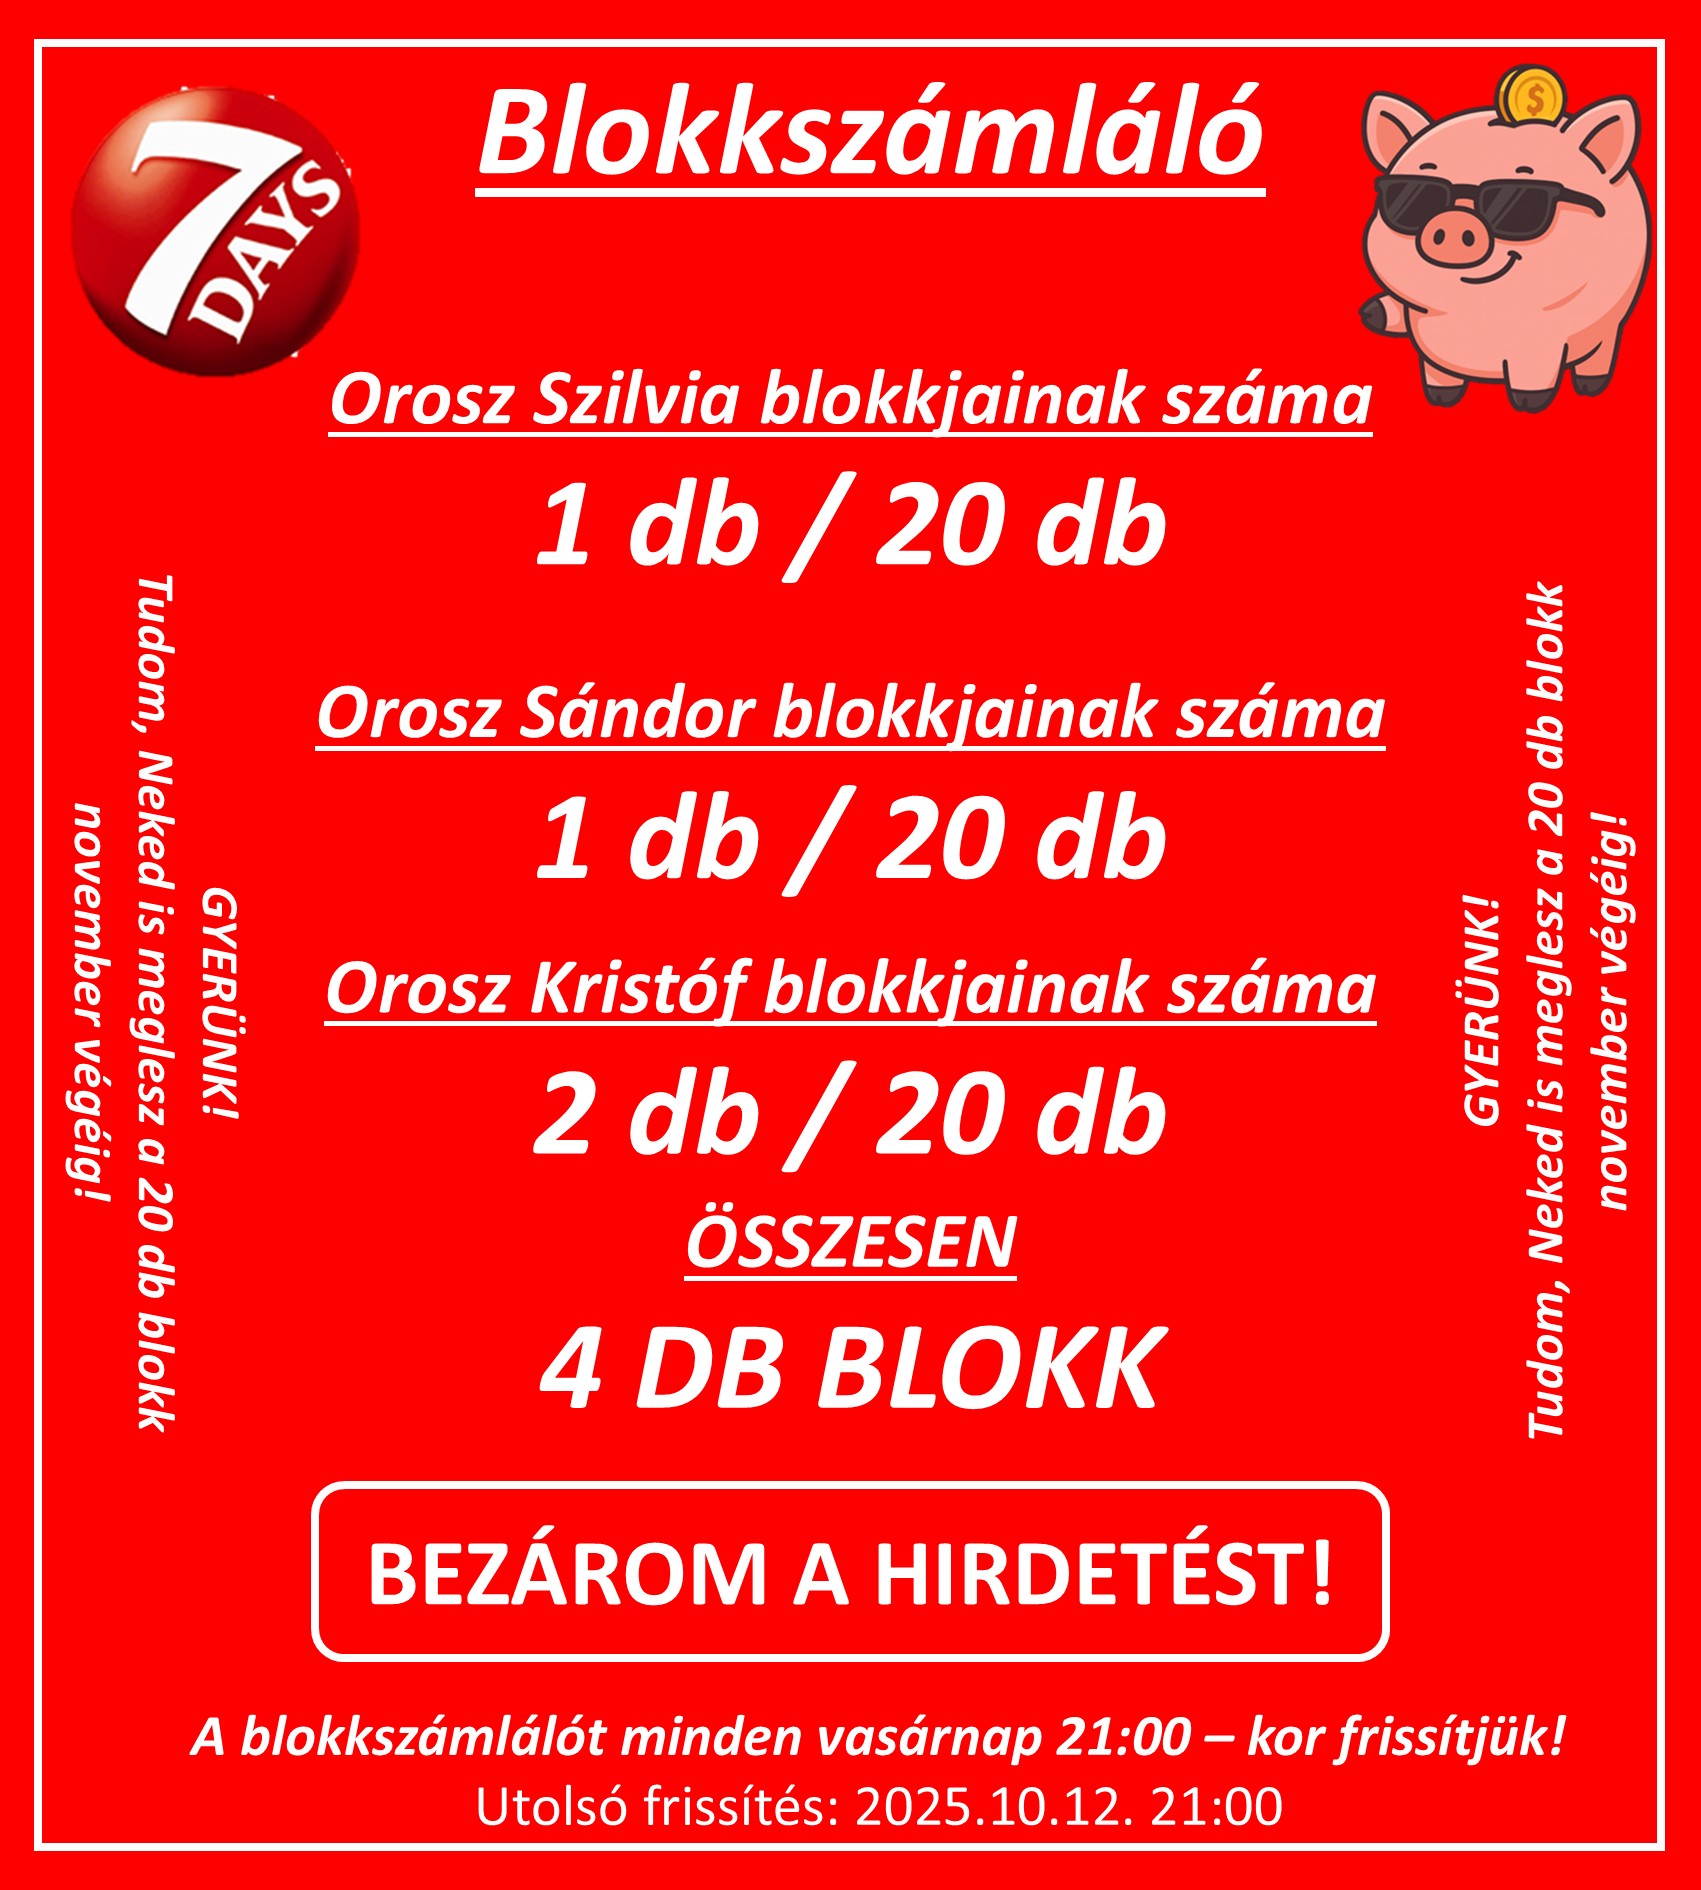 7
DAYS
Blokkszámláló
$
Orosz Szilvia blokkjainak száma
1 db / 20 db
Orosz Sándor blokkjainak száma
1 db / 20 db
Orosz Kristóf blokkjainak száma
2 db / 20 db
ÖSSZESEN
4 DB BLOKK
GYERÜNK!
Tudom, Neked is meglesz a 20 db blokk
november végéig!
GYERÜNK!
Tudom, Neked is meglesz a 20 db blokk
november végéig!
BEZÁROM A HIRDETÉST!
A blokkszámlálót minden vasárnap 21:00 – kor frissítjük!
Utolsó frissítés: 2025.10.12. 21:00